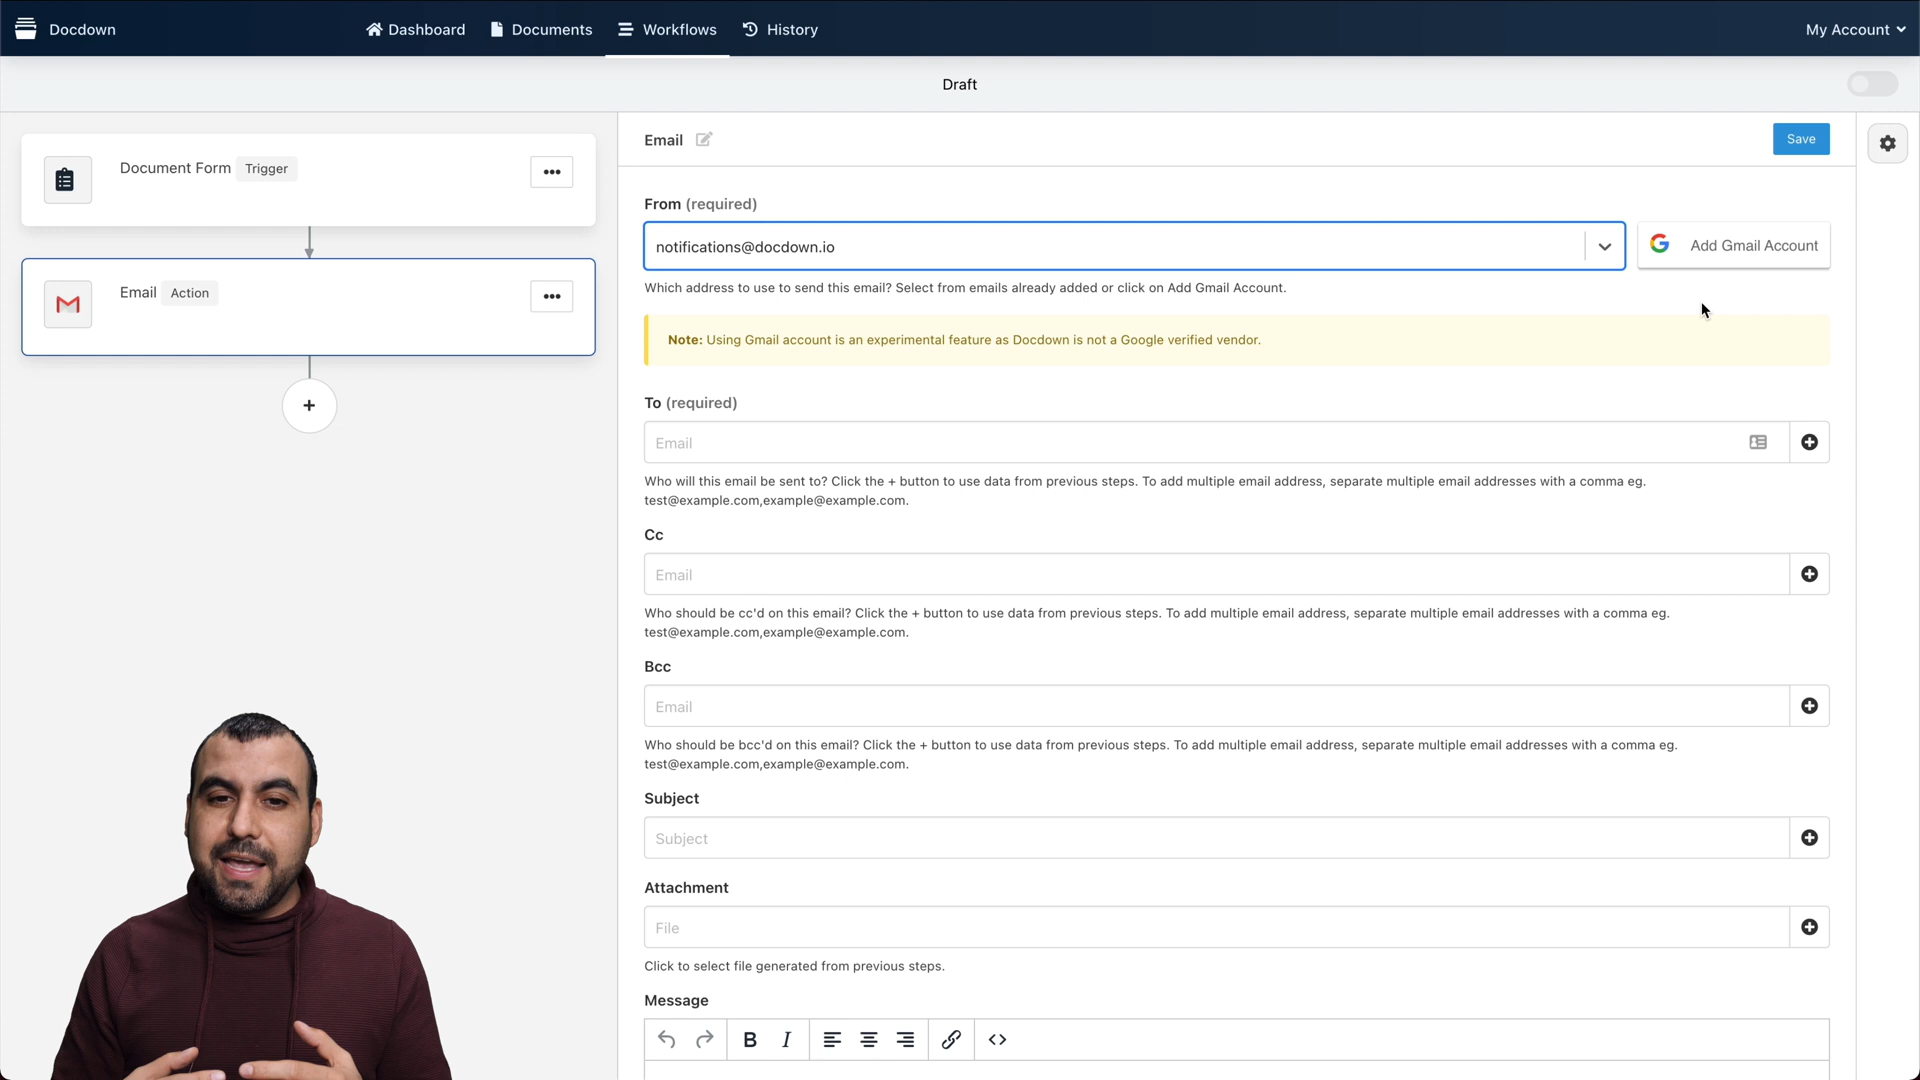 Docdown
Dashboard
Documents
Workflows
History
My Account
Draft
Document Form Trigger
Email Action
Email
Save
From (required)
notifications@docdown.io
Add Gmail Account
Which address to use to send this email? Select from emails already added or click on Add Gmail Account.
Note: Using Gmail account is an experimental feature as Docdown is not a Google verified vendor.
To (required)
Email
Who will this email be sent to? Click the + button to use data from previous steps. To add multiple email address, separate multiple email addresses with a comma eg.
test@example.com,example@example.com.
Cc
Email
Who should be cc'd on this email? Click the + button to use data from previous steps. To add multiple email address, separate multiple email addresses with a comma eg.
test@example.com,example@example.com.
Bcc
Email
Who should be bcc'd on this email? Click the + button to use data from previous steps. To add multiple email address, separate multiple email addresses with a comma eg.
test@example.com,example@example.com.
Subject
Subject
Attachment
File
Click to select file generated from previous steps.
Message
B I